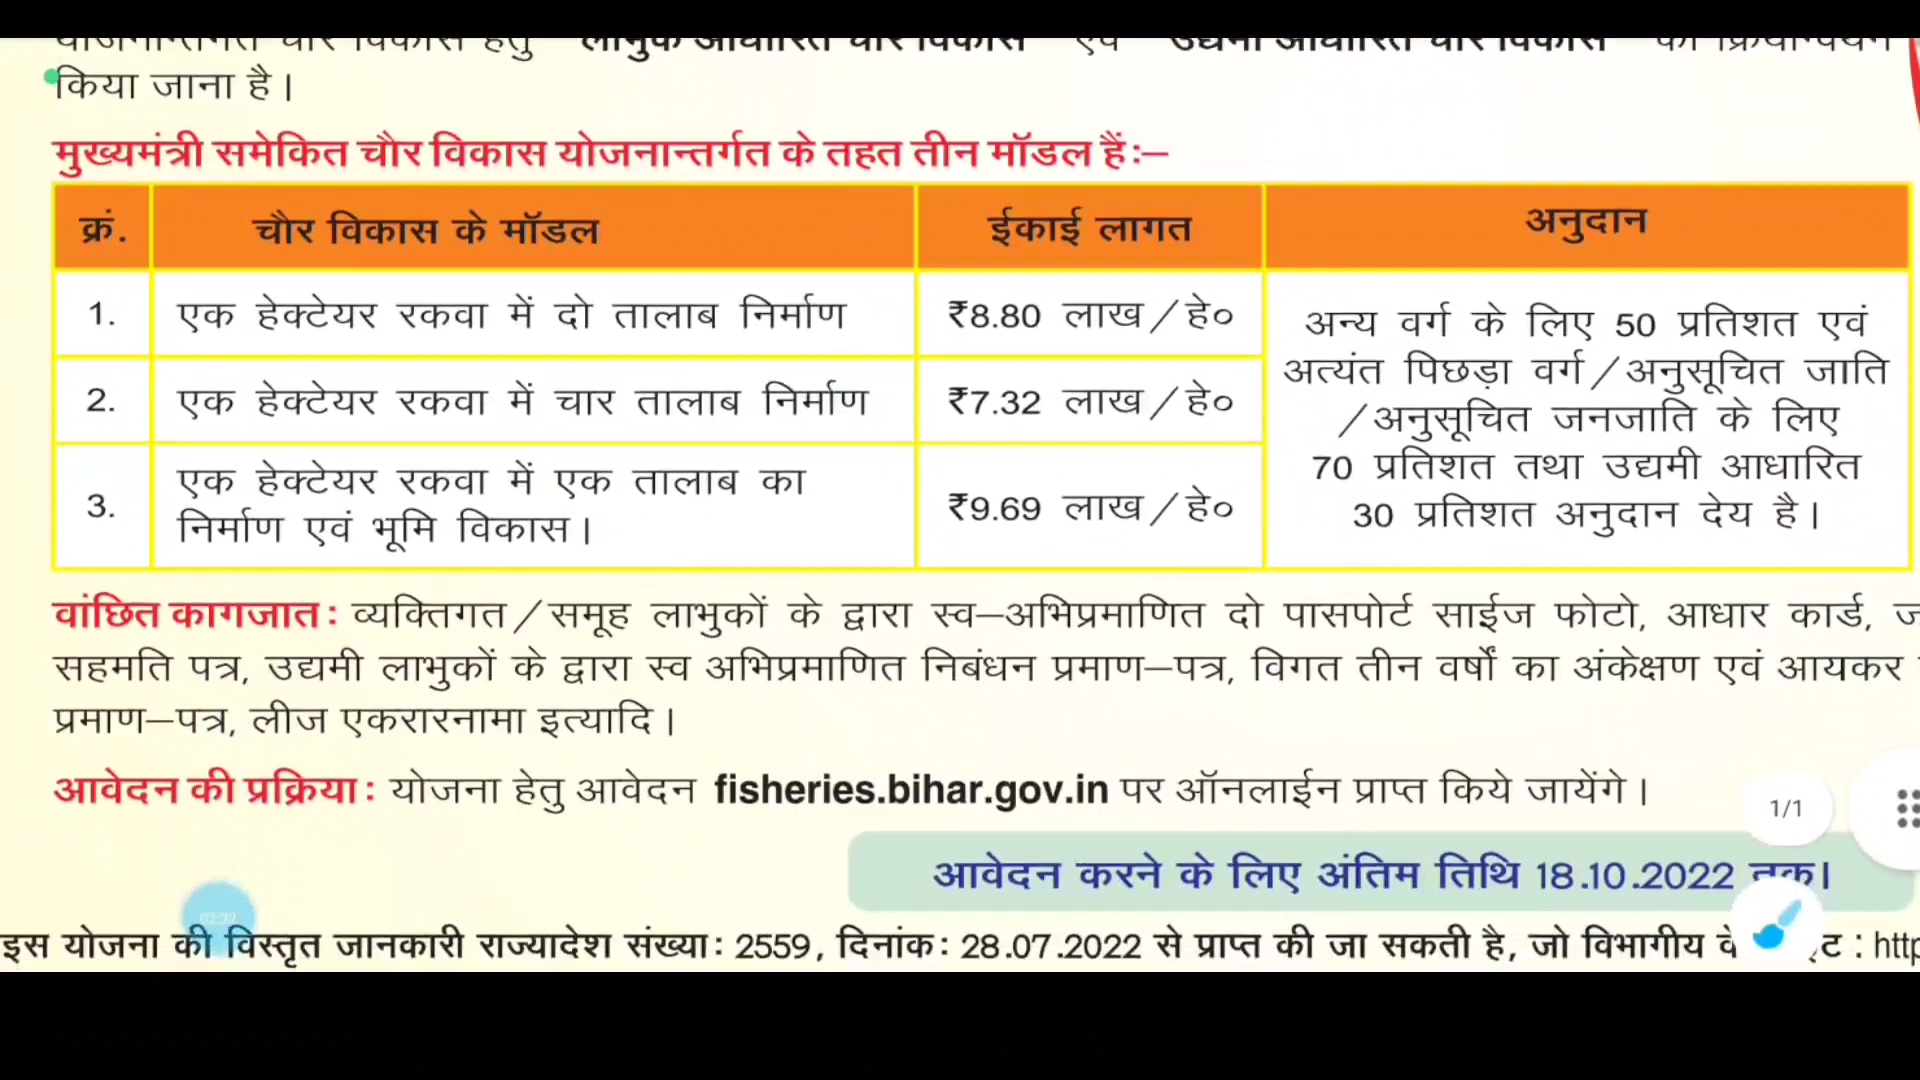 किया जाना है।
मुख्यमंत्री समेकित चौर विकास योजनान्तर्गत के तहत तीन मॉडल हैं:–
क्रं. चौर विकास के मॉडल ईकाई लागत अनुदान
1. एक हेक्टेयर रकवा में दो तालाब निर्माण ₹8.80 लाख/हे०
2. एक हेक्टेयर रकवा में चार तालाब निर्माण ₹7.32 लाख/हे०
3. एक हेक्टेयर रकवा में एक तालाब का
निर्माण एवं भूमि विकास।
₹9.69 लाख/हे०
अन्य वर्ग के लिए 50 प्रतिशत एवं
अत्यंत पिछड़ा वर्ग/अनुसूचित जाति
/अनुसूचित जनजाति के लिए
70 प्रतिशत तथा उद्यमी आधारित
30 प्रतिशत अनुदान देय है।
वांछित कागजात: व्यक्तिगत/समूह लाभुकों के द्वारा स्व–अभिप्रमाणित दो पासपोर्ट साईज फोटो, आधार कार्ड,
सहमति पत्र, उद्यमी लाभुकों के द्वारा स्व अभिप्रमाणित निबंधन प्रमाण–पत्र, विगत तीन वर्षों का अंकेक्षण एवं आयकर
प्रमाण–पत्र, लीज एकरारनामा इत्यादि।
आवेदन की प्रक्रिया: योजना हेतु आवेदन fisheries.bihar.gov.in पर ऑनलाईन प्राप्त किये जायेंगे।
1/1
आवेदन करने के लिए अंतिम तिथि 18.10.2022 तक।
इस योजना की विस्तृत जानकारी राज्यादेश संख्या: 2559, दिनांक: 28.07.2022 से प्राप्त की जा सकती है, जो विभागीय